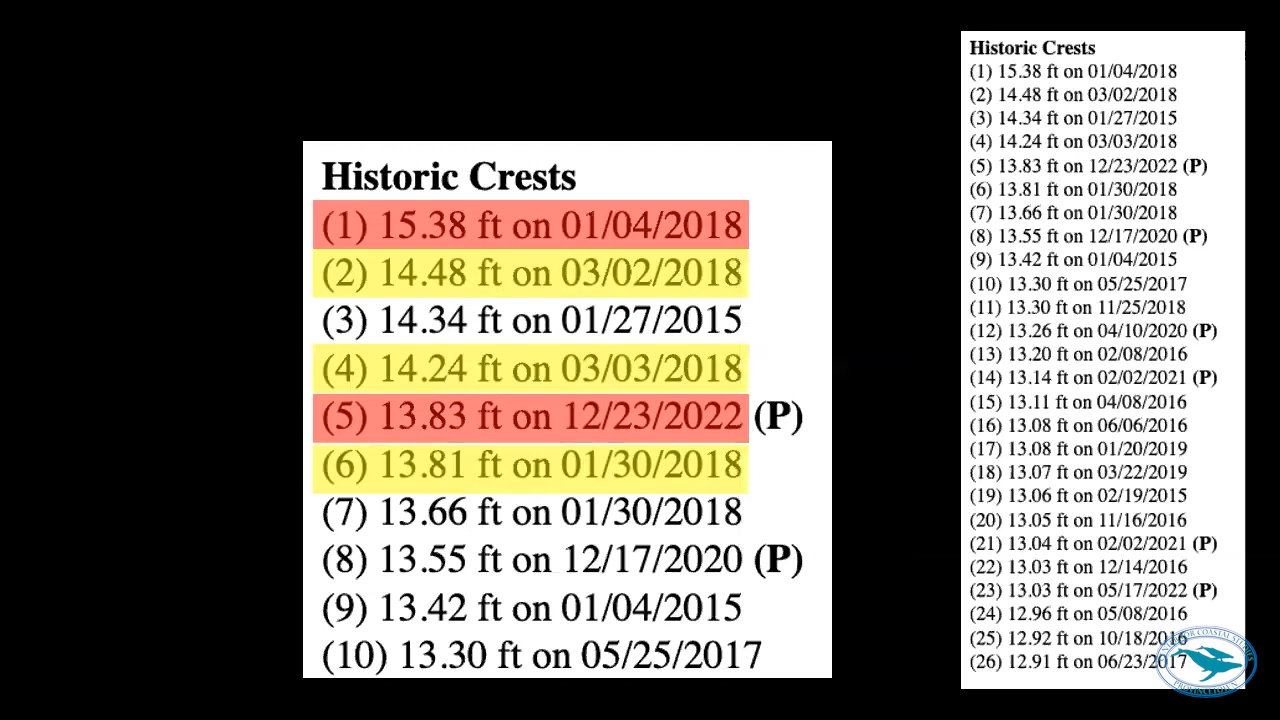 Historic Crests
(1) 15.38 ft on 01/04/2018
(2) 14.48 ft on 03/02/2018
(3) 14.34 ft on 01/27/2015
(4) 14.24 ft on 03/03/2018
(5) 13.83 ft on 12/23/2022 (P)
(6) 13.81 ft on 01/30/2018
(7) 13.66 ft on 01/30/2018
(8) 13.55 ft on 12/17/2020 (P)
(9) 13.42 ft on 01/04/2015
(10) 13.30 ft on 05/25/2017
Historic Crests
(1) 15.38 ft on 01/04/2018
(2) 14.48 ft on 03/02/2018
(3) 14.34 ft on 01/27/2015
(4) 14.24 ft on 03/03/2018
(5) 13.83 ft on 12/23/2022 (P)
(6) 13.81 ft on 01/30/2018
(7) 13.66 ft on 01/30/2018
(8) 13.55 ft on 12/17/2020 (P)
(9) 13.42 ft on 01/04/2015
(10) 13.30 ft on 05/25/2017
(11) 13.30 ft on 11/25/2018
(12) 13.26 ft on 04/10/2020 (P)
(13) 13.20 ft on 02/08/2016
(14) 13.14 ft on 02/02/2021 (P)
(15) 13.11 ft on 04/08/2016
(16) 13.08 ft on 06/06/2016
(17) 13.08 ft on 01/20/2019
(18) 13.07 ft on 03/22/2019
(19) 13.06 ft on 02/19/2015
(20) 13.05 ft on 11/16/2016
(21) 13.04 ft on 02/02/2021 (P)
(22) 13.03 ft on 12/14/2016
(23) 13.03 ft on 05/17/2022 (P)
(24) 12.96 ft on 05/08/2016
(25) 12.92 ft on 10/18/2016
(26) 12.91 ft on 06/23/2017
COASTAL STUDIES
PROVINCETOWN